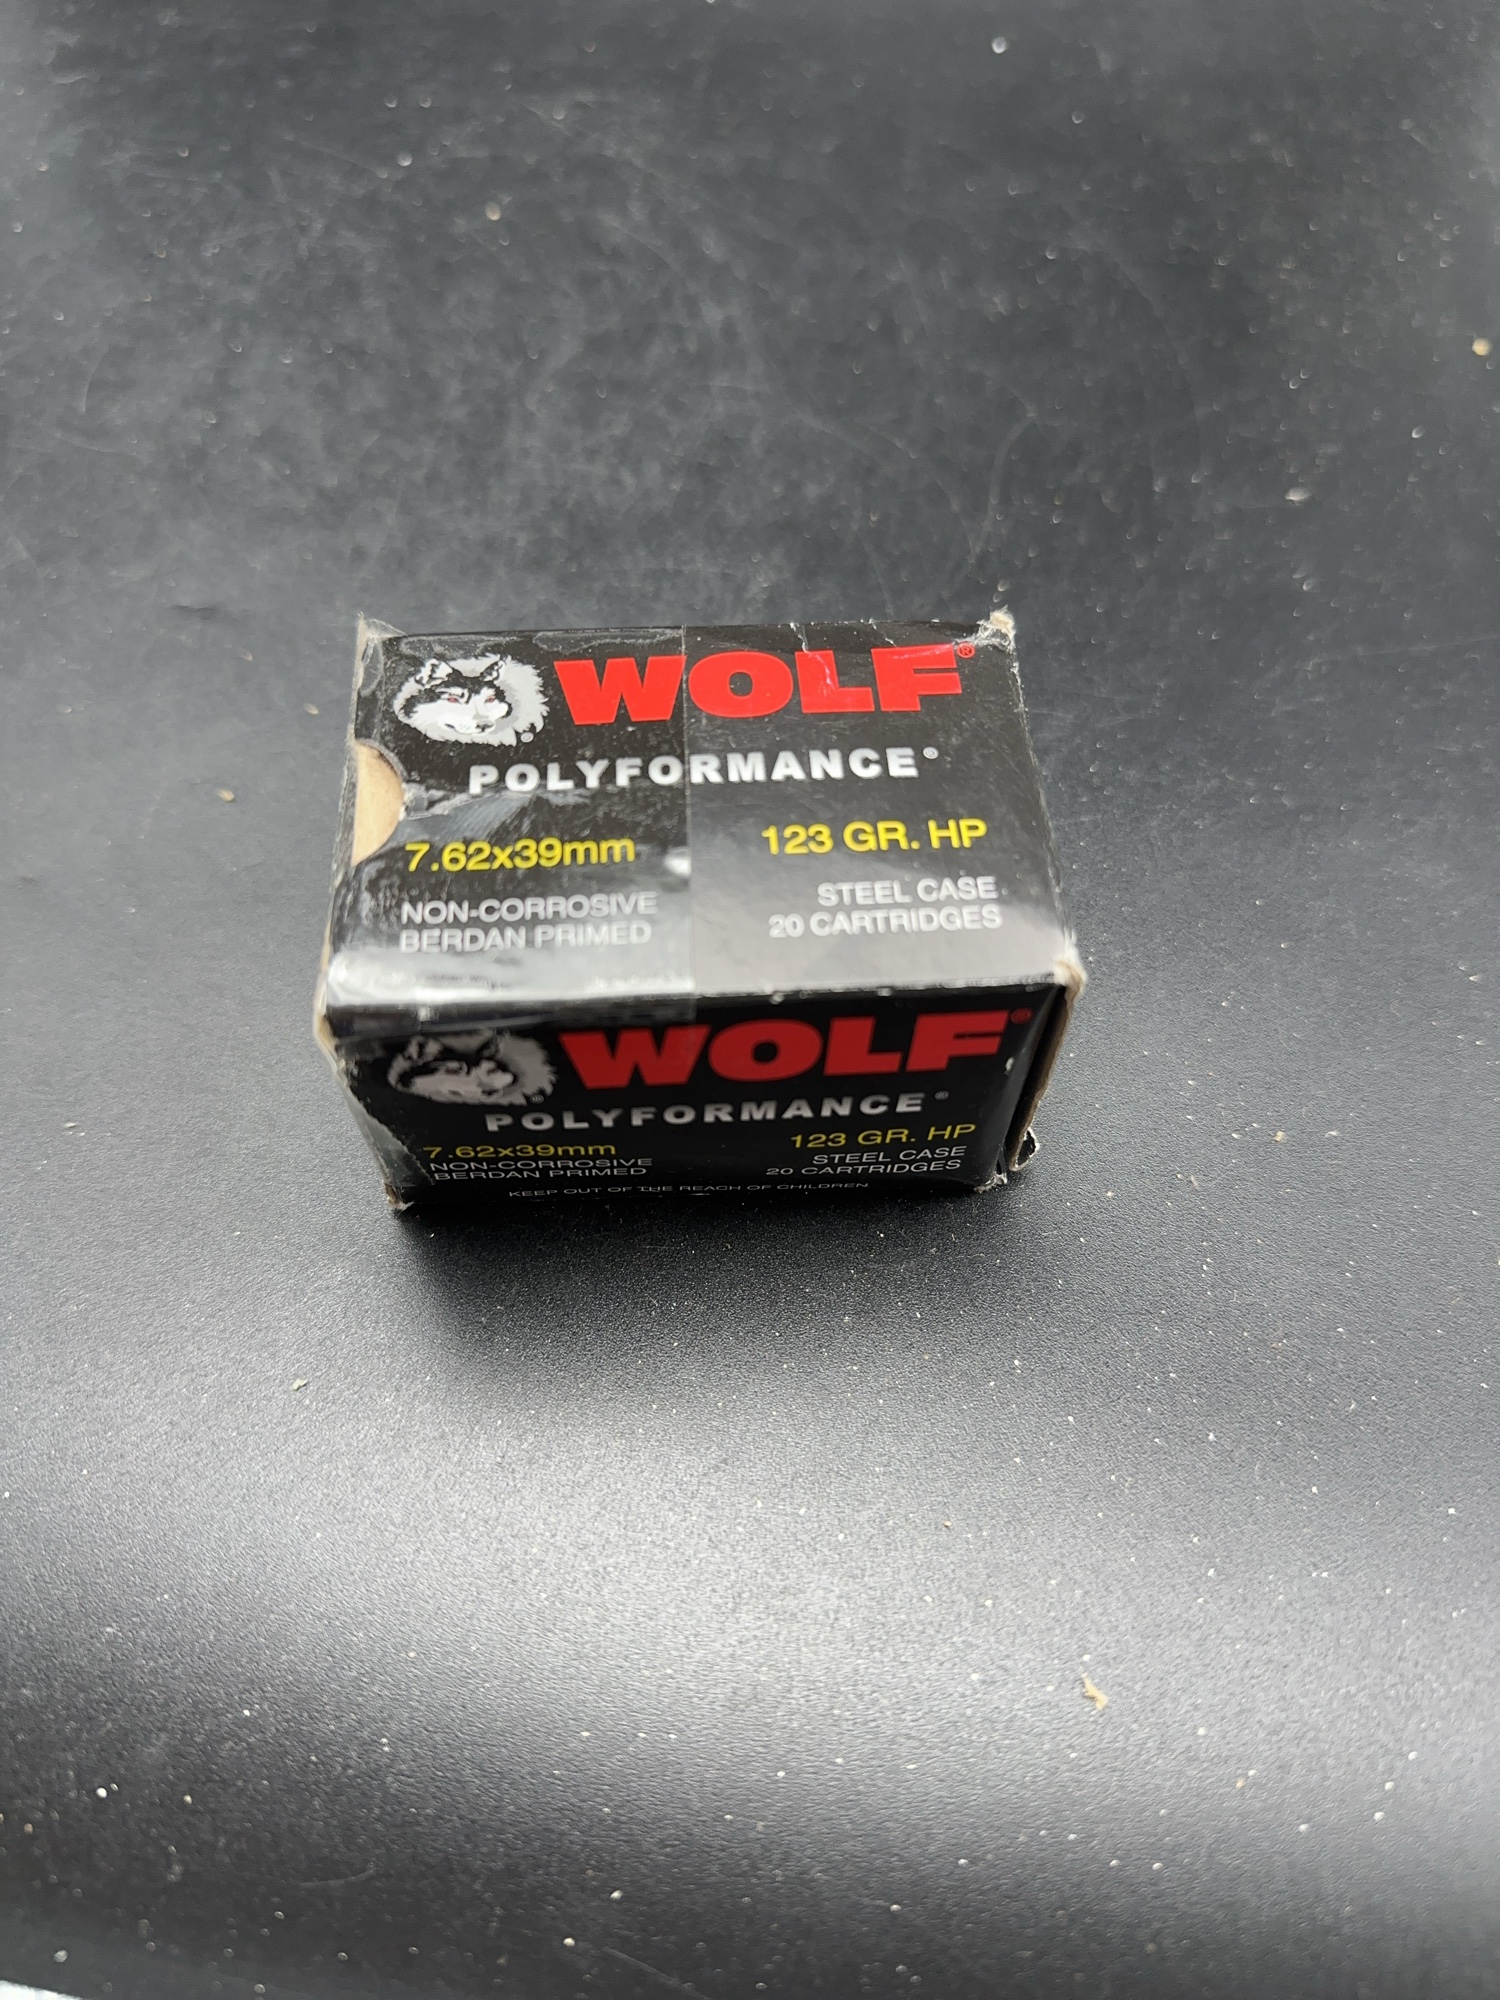 WOLF®
POLYFORMANCE®
7.62x39mm 123 GR. HP
NON-CORROSIVE STEEL CASE
BERDAN PRIMED 20 CARTRIDGES
WOLF®
POLYFORMANCE®
7.62x39mm 123 GR. HP
NON-CORROSIVE STEEL CASE
BERDAN PRIMED 20 CARTRIDGES
KEEP OUT OF THE REACH OF CHILDREN